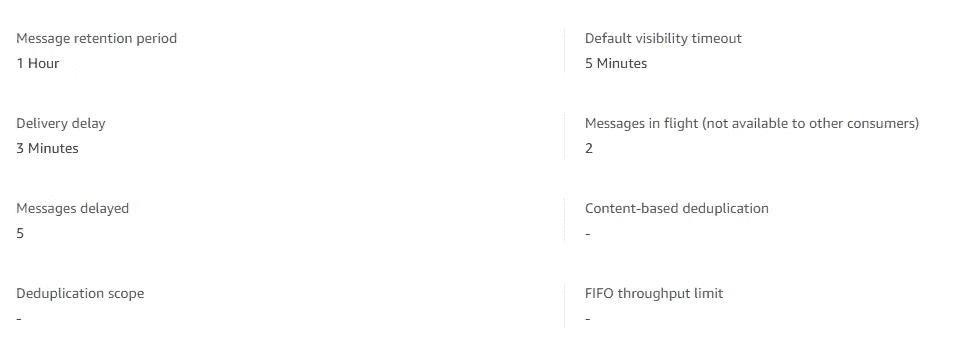 Message retention period
1 Hour
Default visibility timeout
5 Minutes
Delivery delay
3 Minutes
Messages in flight (not available to other consumers)
2
Messages delayed
5
Content-based deduplication
-
Deduplication scope
-
FIFO throughput limit
-